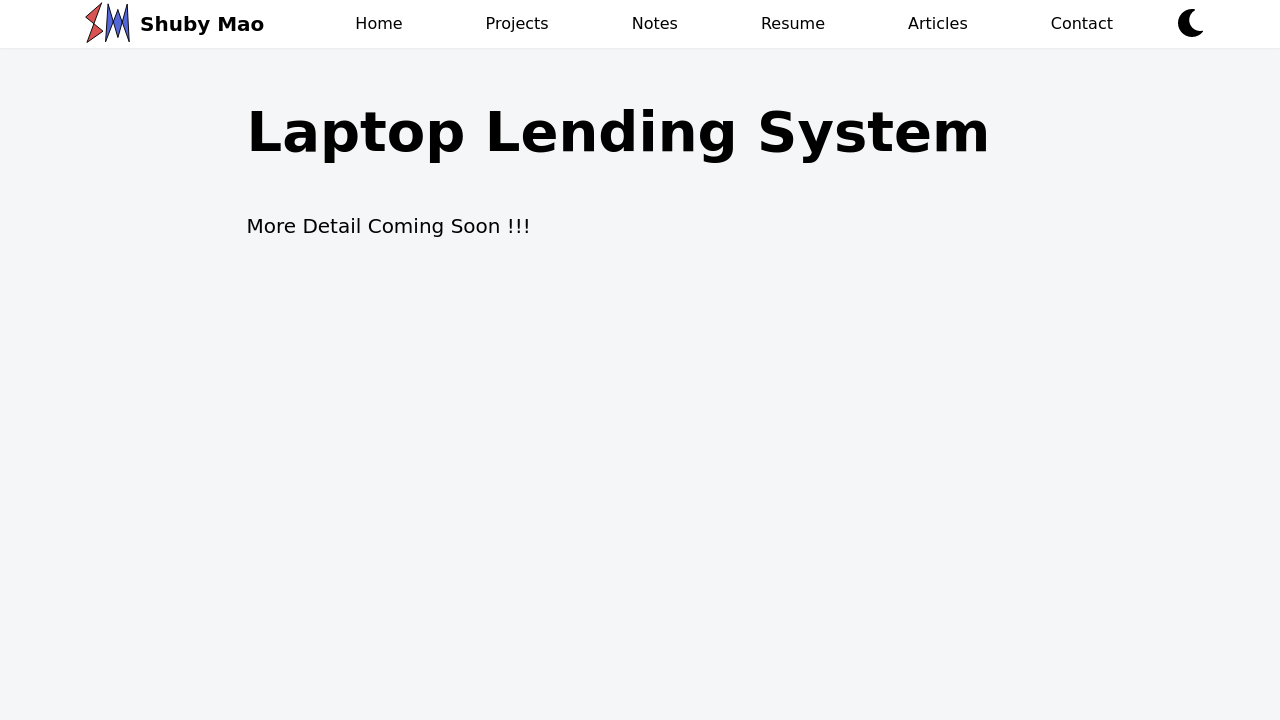 Shuby Mao
Home
Projects
Notes
Resume
Articles
Contact
Laptop Lending System
More Detail Coming Soon !!!